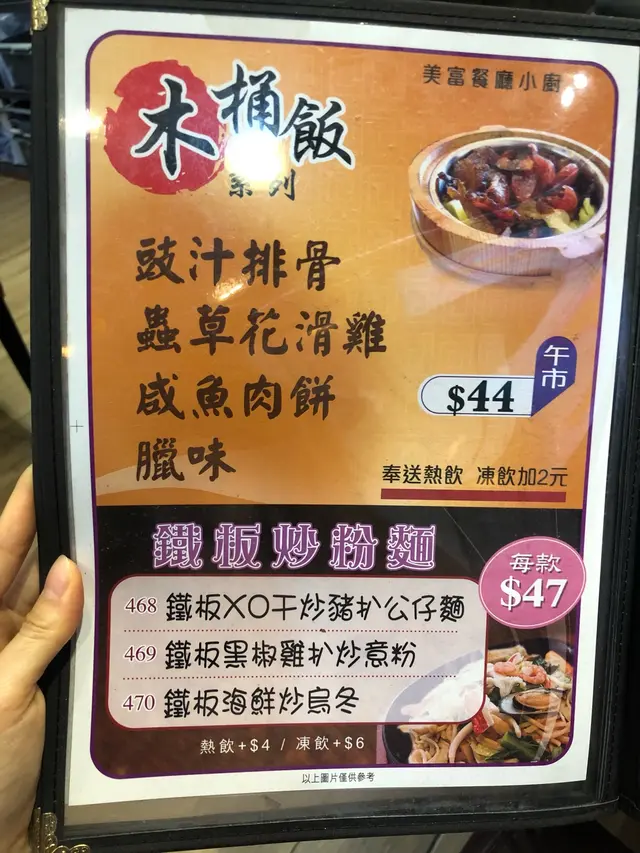 美富餐廳小廚
木桶飯
系列
豉汁排骨
蟲草花滑雞
咸魚肉餅
臘味
午市
$44
奉送熱飲 凍飲加2元
鐵板炒粉麵
每款
$47
468 鐵板XO干炒豬扒公仔麵
469 鐵板黑椒雞扒炒意粉
470 鐵板海鮮炒烏冬
熱飲+$4 / 凍飲+$6
以上圖片僅供參考